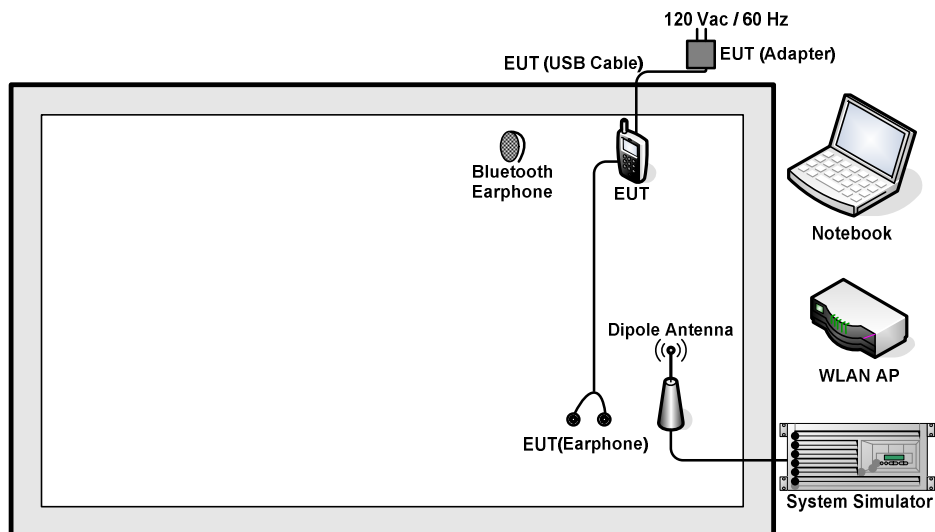 120 Vac / 60 Hz
EUT (USB Cable)
EUT (Adapter)
Bluetooth
Earphone
EUT
Notebook
Dipole Antenna
WLAN AP
EUT(Earphone)
System Simulator